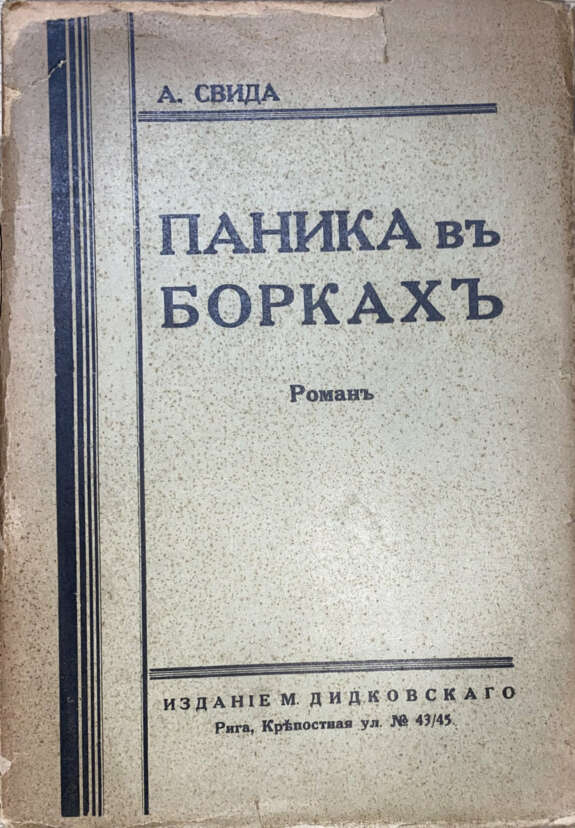 А. СВИДА
ПАНИКА въ
БОРКАХЪ
Романъ
ИЗДАНІЕ М. ДИДКОВСКАГО
Рига, Крѣпостная ул. № 43/45.